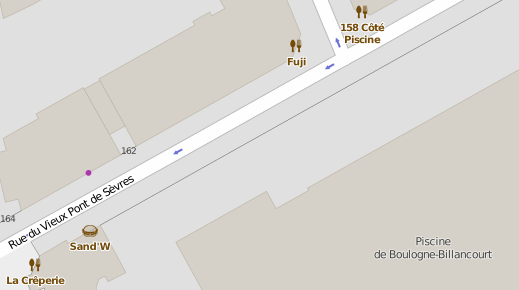 158 Côté
Piscine
Fuji
162
Rue du Vieux Pont de Sèvres
164
Sand'W
Piscine
de Boulogne-Billancourt
La Crêperie